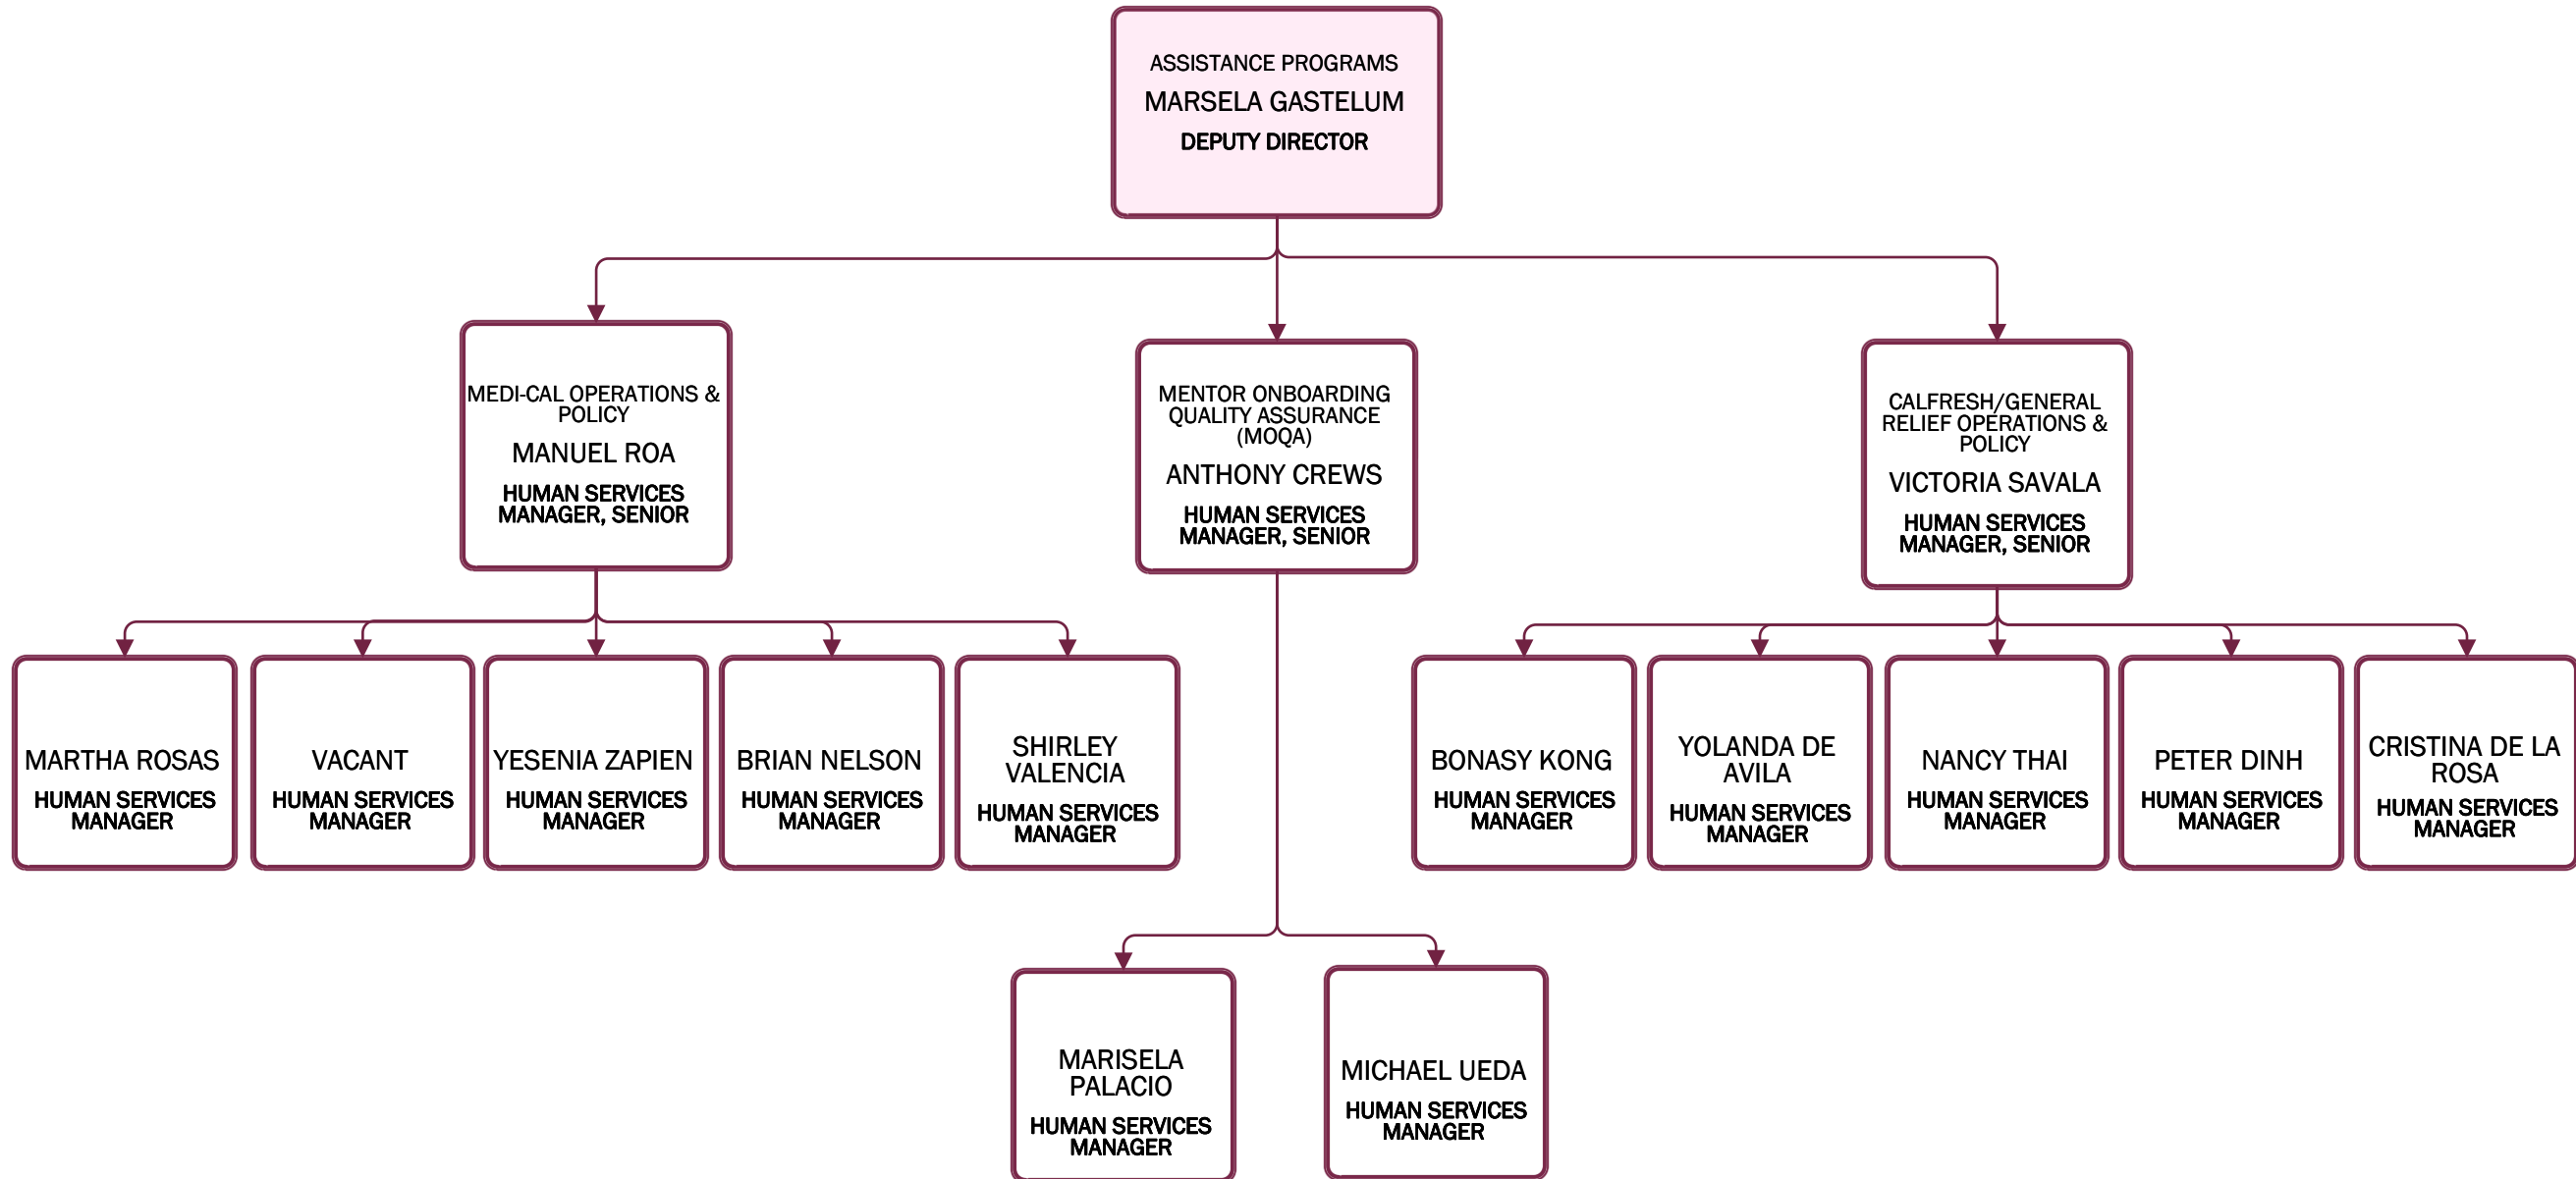 ASSISTANCE PROGRAMS
MARSELA GASTELUM
DEPUTY DIRECTOR
MEDI-CAL OPERATIONS &
POLICY
MANUEL ROA
HUMAN SERVICES
MANAGER, SENIOR
MENTOR ONBOARDING
QUALITY ASSURANCE
(MOQA)
ANTHONY CREWS
HUMAN SERVICES
MANAGER, SENIOR
CALFRESH/GENERAL
RELIEF OPERATIONS &
POLICY
VICTORIA SAVALA
HUMAN SERVICES
MANAGER, SENIOR
MARTHA ROSAS
HUMAN SERVICES
MANAGER
VACANT
HUMAN SERVICES
MANAGER
YESENIA ZAPIEN
HUMAN SERVICES
MANAGER
BRIAN NELSON
HUMAN SERVICES
MANAGER
SHIRLEY
VALENCIA
HUMAN SERVICES
MANAGER
BONASY KONG
HUMAN SERVICES
MANAGER
YOLANDA DE
AVILA
HUMAN SERVICES
MANAGER
NANCY THAI
HUMAN SERVICES
MANAGER
PETER DINH
HUMAN SERVICES
MANAGER
CRISTINA DE LA
ROSA
HUMAN SERVICES
MANAGER
MARISELA
PALACIO
HUMAN SERVICES
MANAGER
MICHAEL UEDA
HUMAN SERVICES
MANAGER